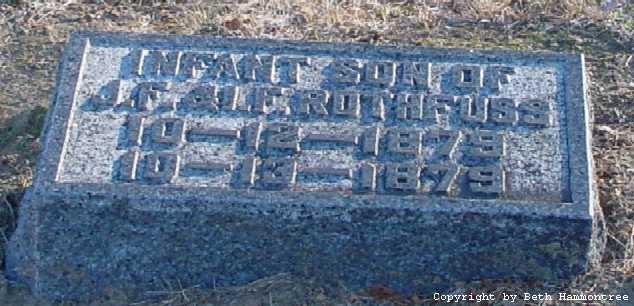 INFANT SON OF
J.F. & I.F. ROTHFUSS
10-12-1879
10-13-1879
Copyright by Beth Hammontree